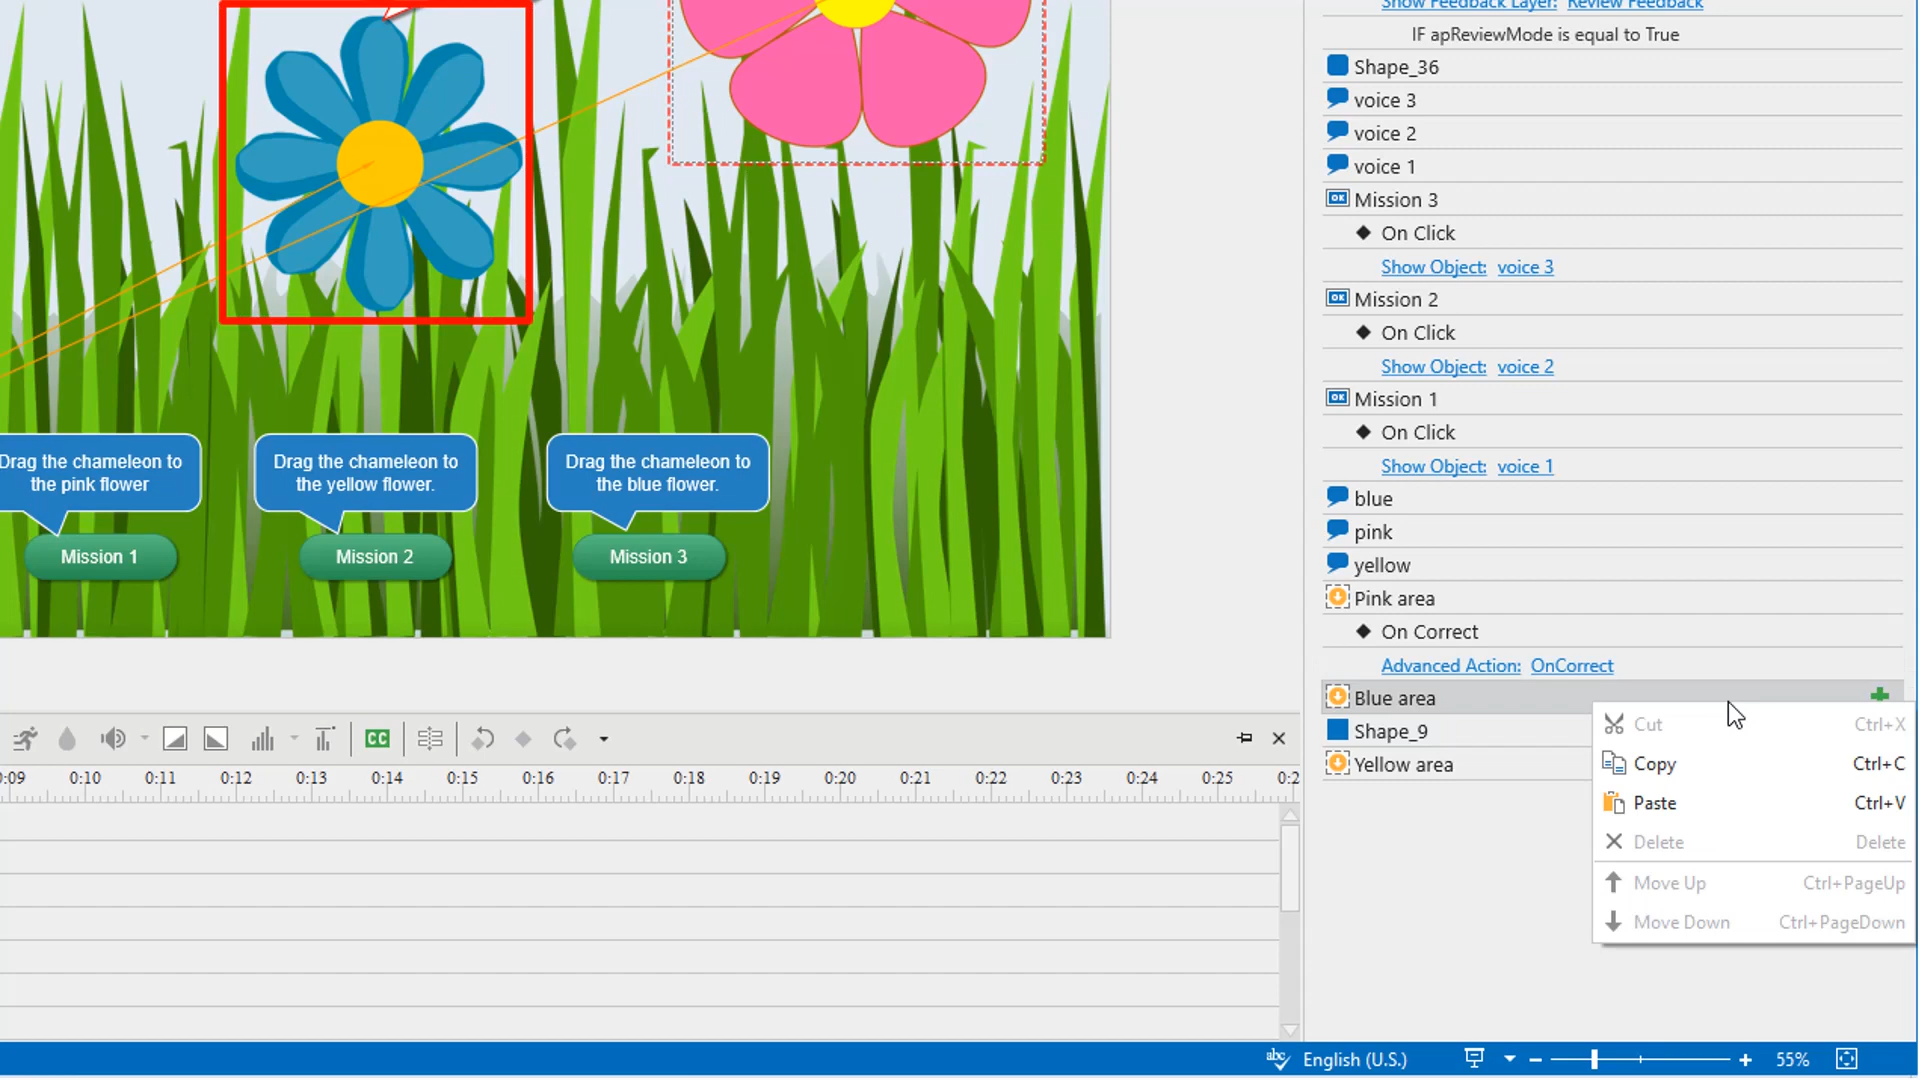 Show Feedback Layer: Review Feedback
IF apReviewMode is equal to True
Shape_36
voice 3
voice 2
voice 1
OK Mission 3
On Click
Show Object: voice 3
OK Mission 2
On Click
Show Object: voice 2
OK Mission 1
On Click
Show Object: voice 1
blue
pink
yellow
Pink area
On Correct
Advanced Action: OnCorrect
Blue area
Shape_9
Yellow area
Cut Ctrl+X
Copy Ctrl+C
Paste Ctrl+V
Delete Delete
Move Up Ctrl+PageUp
Move Down Ctrl+PageDown
Drag the chameleon to
the pink flower
Drag the chameleon to
the yellow flower.
Drag the chameleon to
the blue flower.
Mission 1
Mission 2
Mission 3
CC
0:09 0:10 0:11 0:12 0:13 0:14 0:15 0:16 0:17 0:18 0:19 0:20 0:21 0:22 0:23 0:24 0:25
abc English (U.S.) 55%